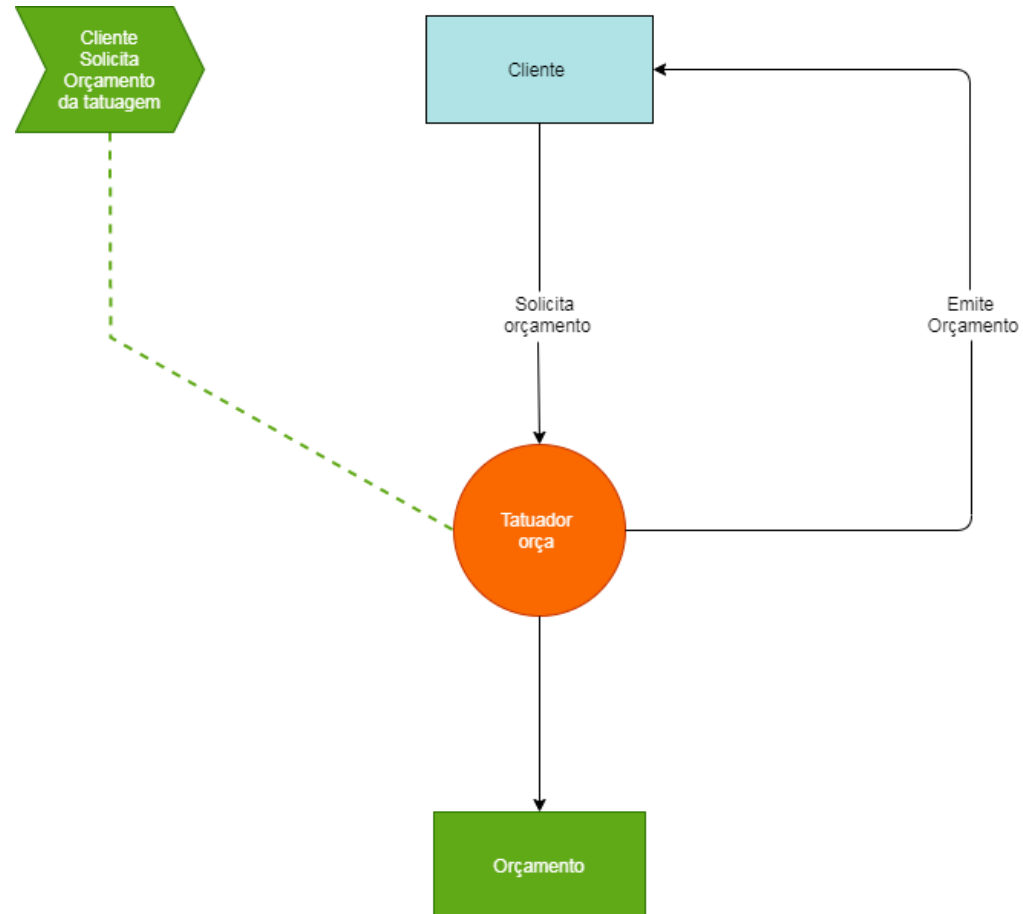 Cliente
Solicita
Orçamento
da tatuagem
Cliente
Solicita
orçamento
Emite
Orçamento
Tatuador
orça
Orçamento